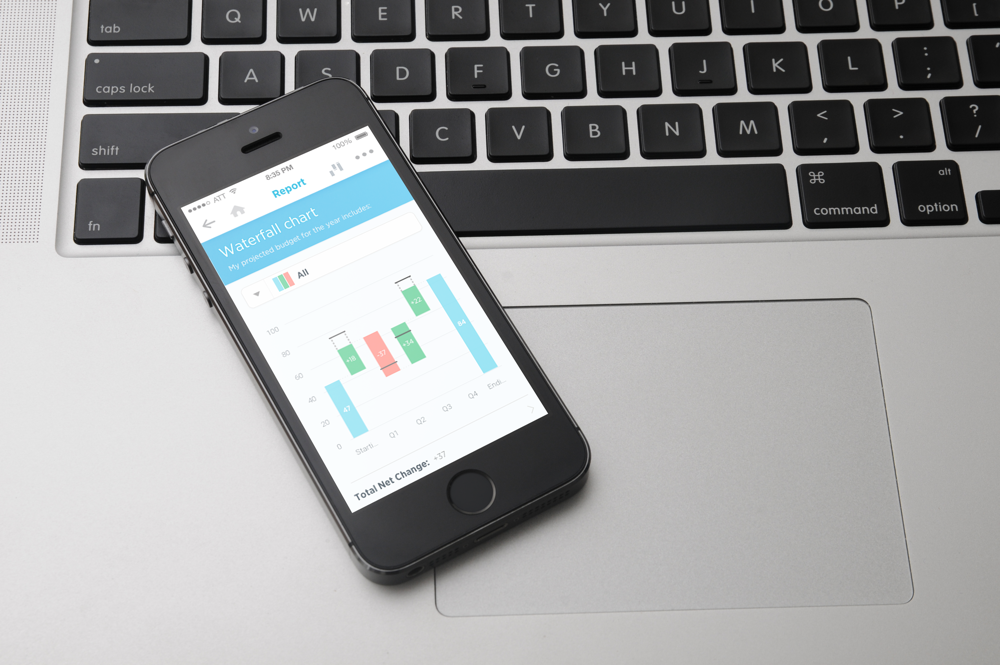 tab Q W E R T Y U I O P [
caps lock A S D F G H J K L : ;
shift C V B N M < , > . ? /
fn ⌘ command alt option
ATT 8:35 PM 100%
Report
Waterfall chart
My projected budget for the year includes:
All
100
80
60
40
20
0
47
+18
-37
+34
+22
84
Starti... Q1 Q2 Q3 Q4 Endi...
Total Net Change: +37